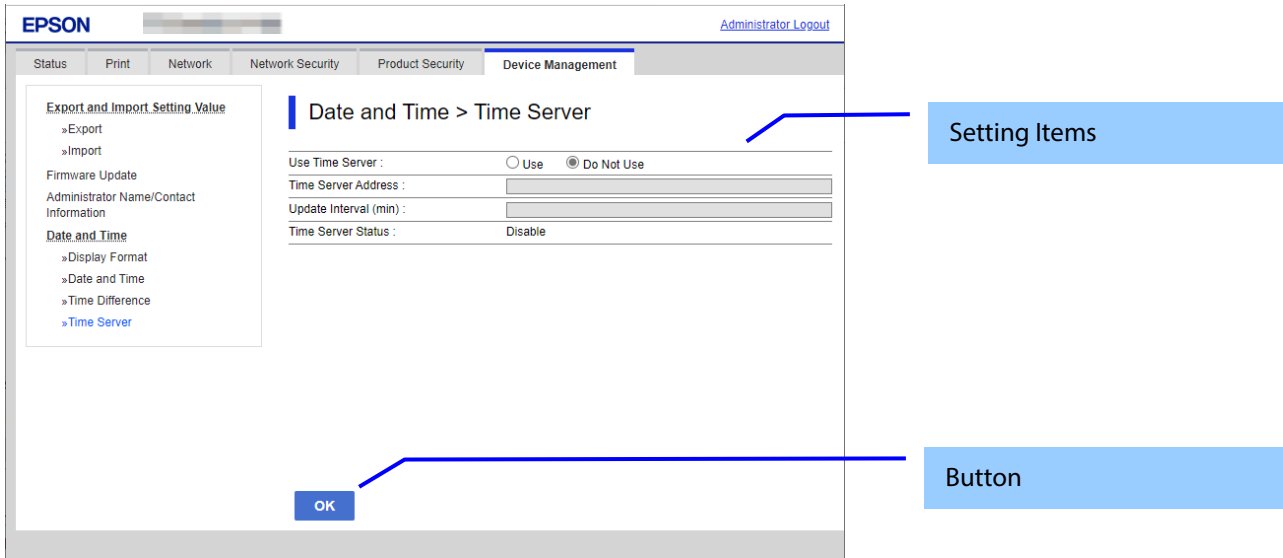 EPSON
Administrator Logout
Status Print Network Network Security Product Security Device Management
Export and Import Setting Value
»Export
»Import
Firmware Update
Administrator Name/Contact
Information
Date and Time
»Display Format
»Date and Time
»Time Difference
»Time Server
Date and Time > Time Server
Use Time Server : Use Do Not Use
Time Server Address :
Update Interval (min) :
Time Server Status : Disable
OK
Setting Items
Button